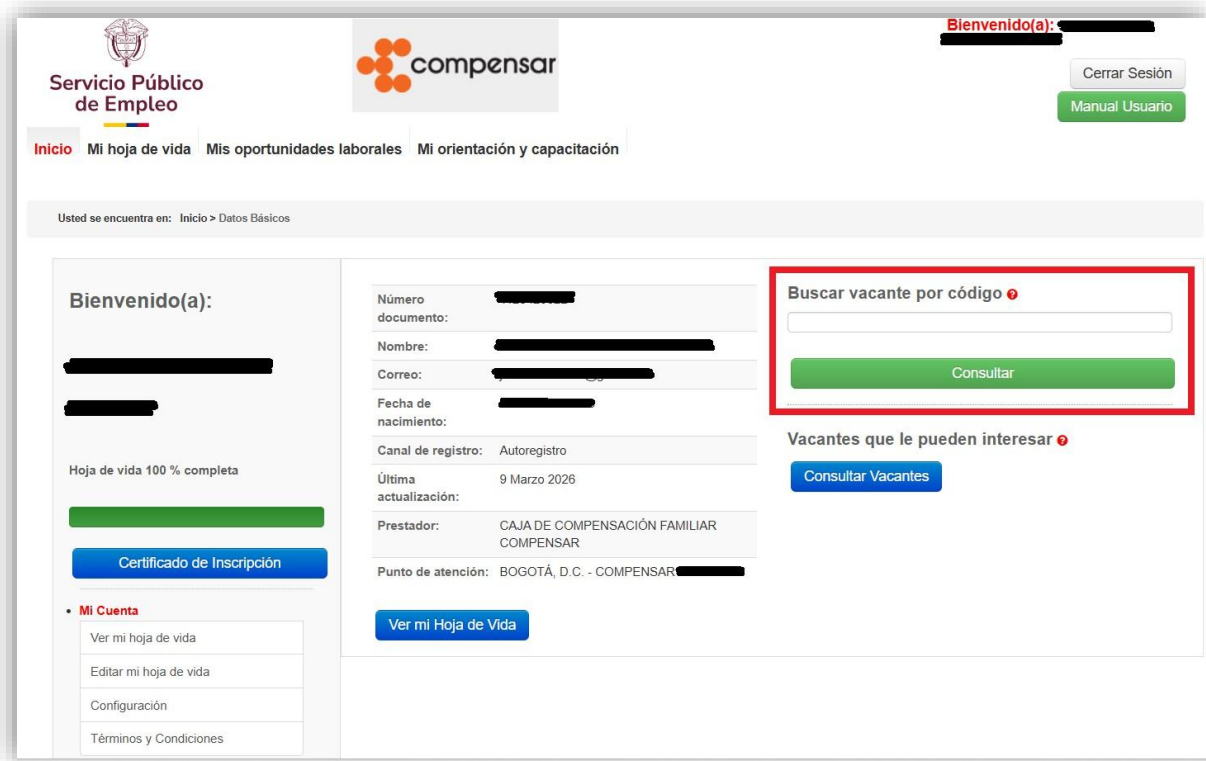 Bienvenido(a):
Servicio Público
de Empleo
compensar
Cerrar Sesión
Manual Usuario
Inicio Mi hoja de vida Mis oportunidades laborales Mi orientación y capacitación
Usted se encuentra en: Inicio > Datos Básicos
Bienvenido(a):
Hoja de vida 100 % completa
Certificado de Inscripción
• Mi Cuenta
Ver mi hoja de vida
Editar mi hoja de vida
Configuración
Términos y Condiciones
Número
documento:
Nombre:
Correo:
Fecha de
nacimiento:
Canal de registro: Autoregistro
Última
actualización: 9 Marzo 2026
Prestador: CAJA DE COMPENSACIÓN FAMILIAR
COMPENSAR
Punto de atención: BOGOTÁ, D.C. - COMPENSAR
Ver mi Hoja de Vida
Buscar vacante por código ?
Consultar
Vacantes que le pueden interesar ?
Consultar Vacantes